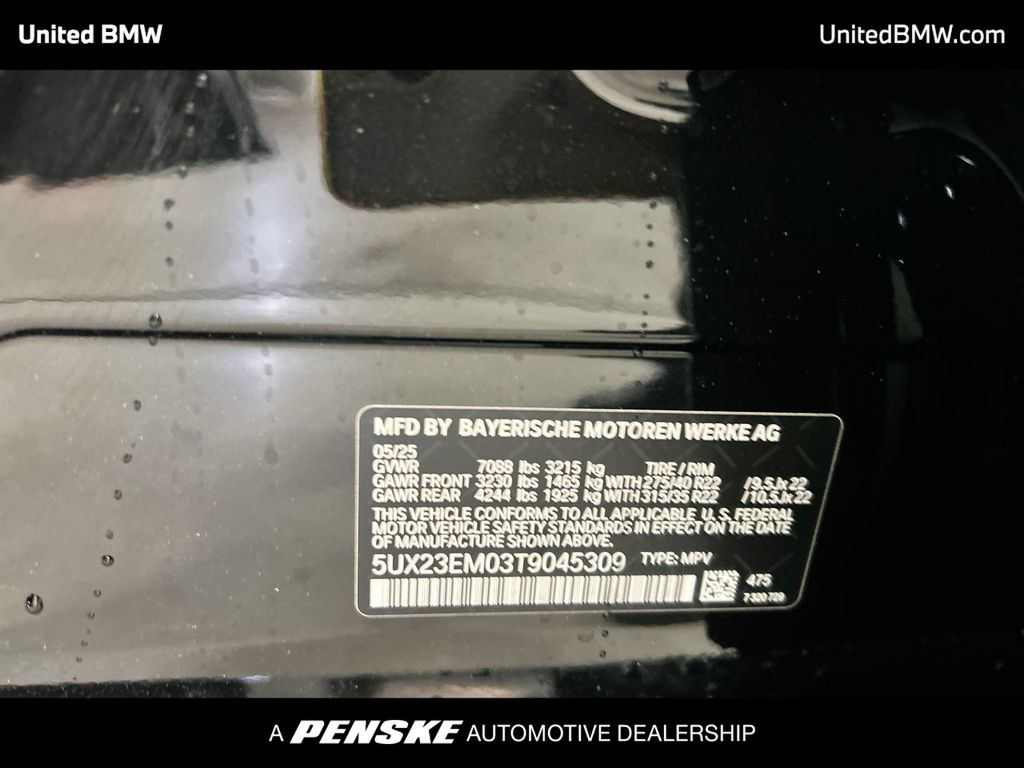 United BMW
UnitedBMW.com
MFD BY BAYERISCHE MOTOREN WERKE AG
05/25
GVWR 7088 lbs 3215 kg TIRE / RIM
GAWR FRONT 3230 lbs 1465 kg WITH 275/40 R22 /9.5Jx22
GAWR REAR 4244 lbs 1925 kg WITH 315/35 R22 /10.5Jx22
THIS VEHICLE CONFORMS TO ALL APPLICABLE U.S. FEDERAL
MOTOR VEHICLE SAFETY STANDARDS IN EFFECT ON THE DATE
OF MANUFACTURE SHOWN ABOVE.
5UX23EM03T9045309 TYPE: MPV
475
7 320 729
A PENSKE AUTOMOTIVE DEALERSHIP